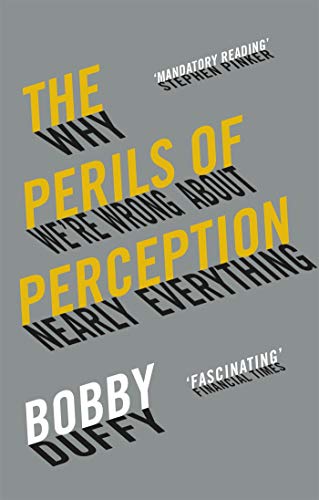 'MANDATORY READING'
STEPHEN PINKER
THE
WHY
PERILS OF
WE'RE WRONG ABOUT
PERCEPTION
NEARLY EVERYTHING
BOBBY
DUFFY
'FASCINATING'
FINANCIAL TIMES